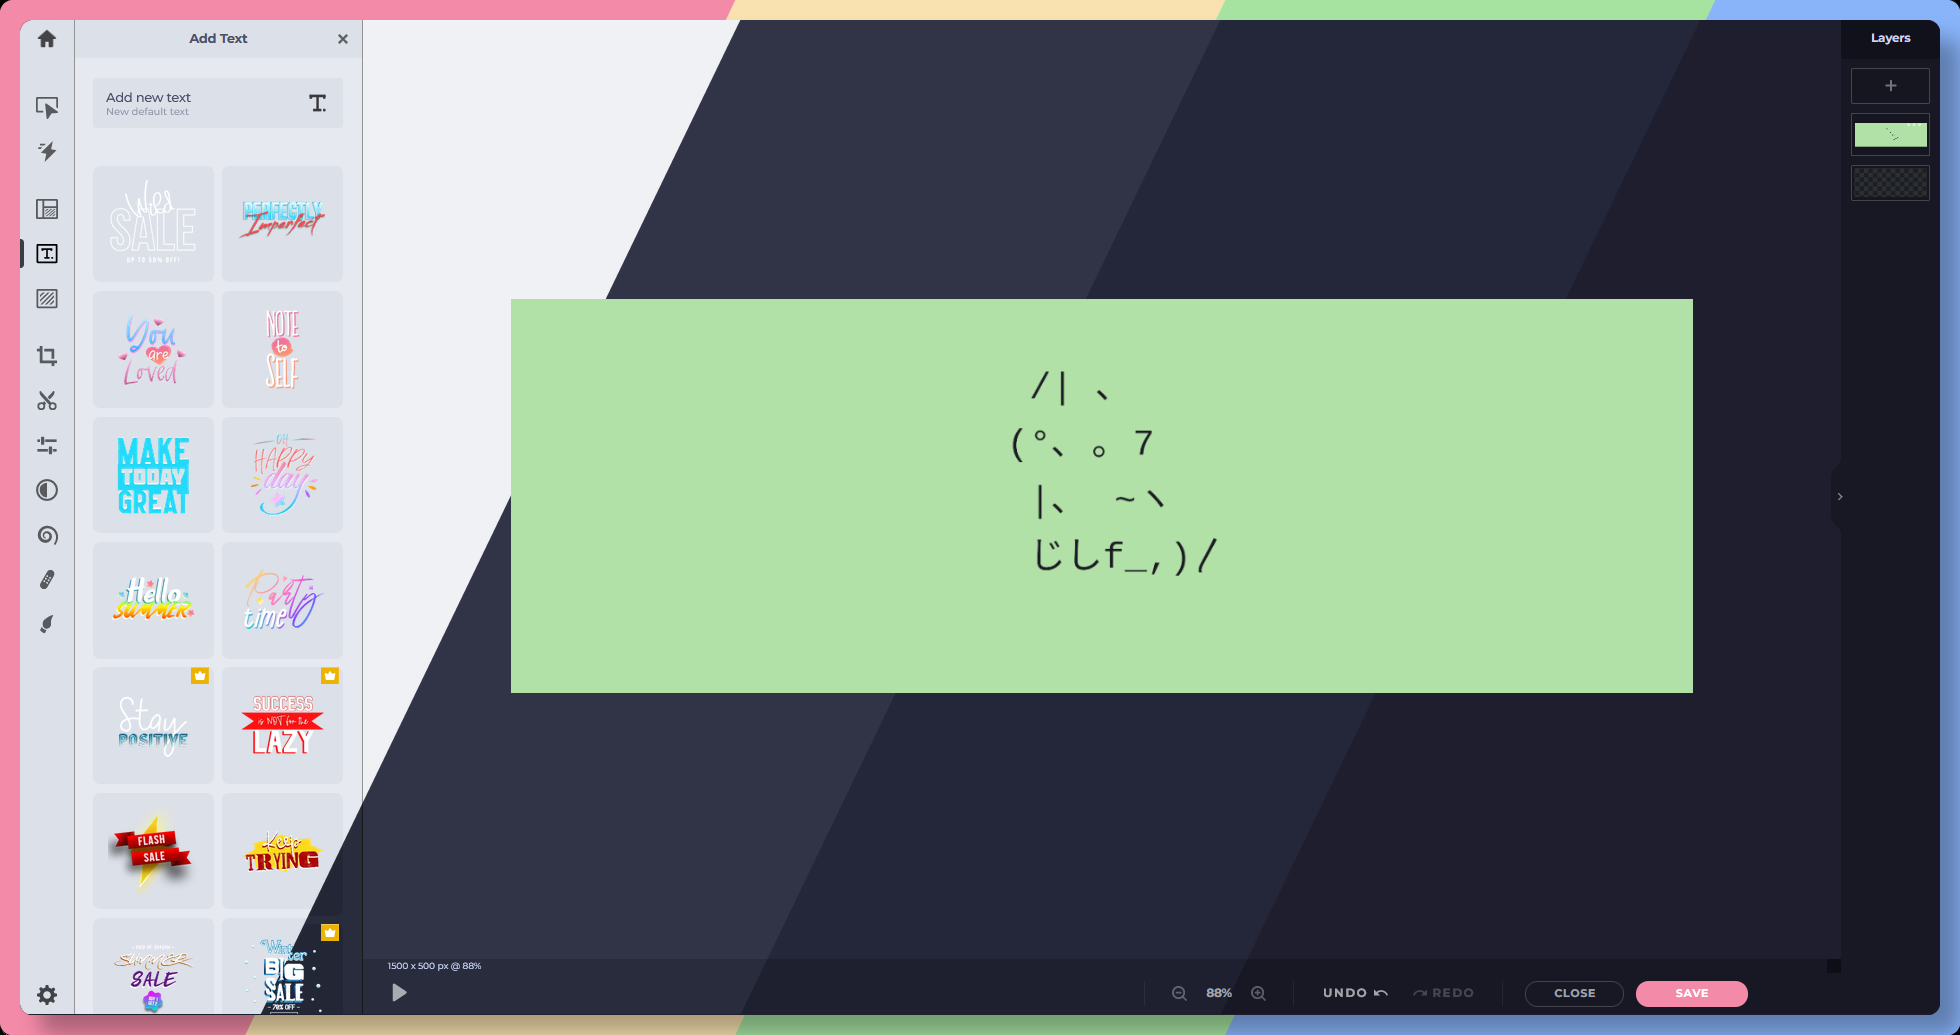 Add Text
Layers
Add new text
New default text
T.
Wild
SALE
UP TO 50% OFF!
PERFECTLY
Imperfect
You
are
Loved
NOTE
to
SELF
MAKE
TODAY
GREAT
OH
HAPPY
day
Hello
SUMMER
Party
time
Stay
POSITIVE
SUCCESS
is NOT for the
LAZY
FLASH
SALE
Keep
TRYING
Summer
SALE
Winter
BIG
SALE
- 70% OFF -
/| 、
(°、。7
|、 ~ヽ
じしf_,)/
1500 x 500 px @ 88%
88%
UNDO
REDO
CLOSE
SAVE